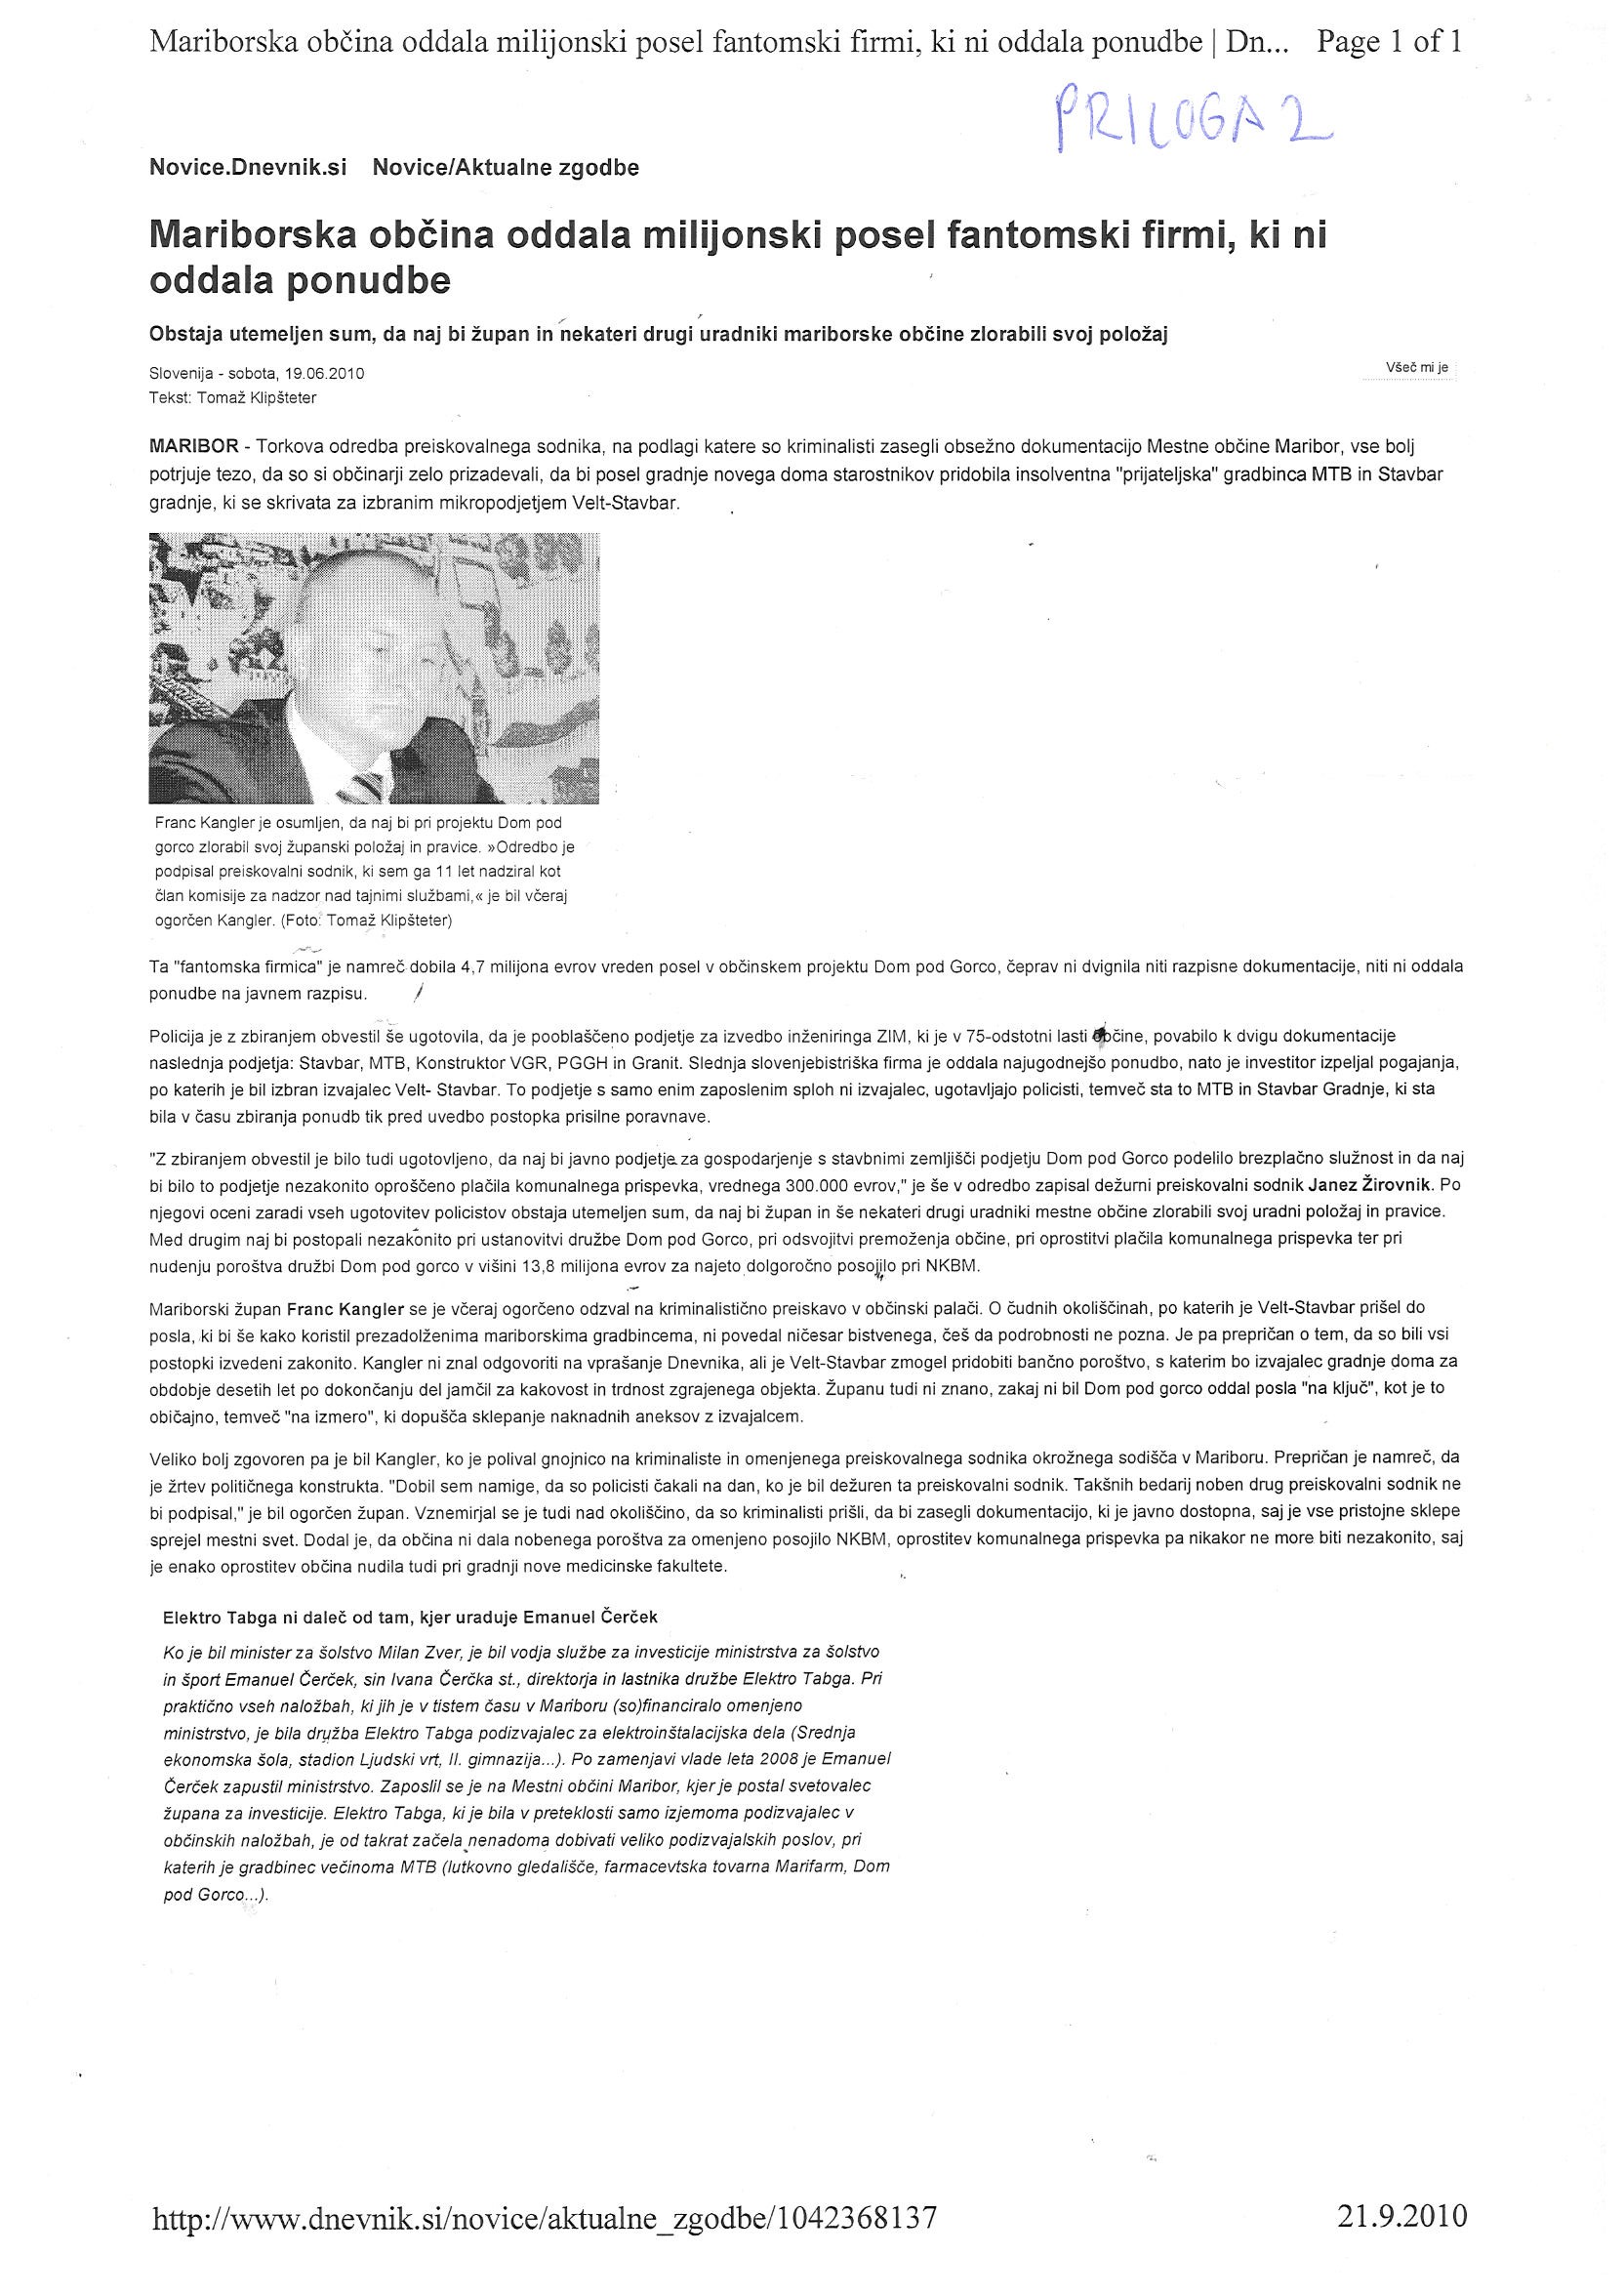 Mariborska občina oddala milijonski posel fantomski firmi, ki ni oddala ponudbe | Dn... Page 1 of 1
PRILOGA 2
Novice.Dnevnik.si Novice/Aktualne zgodbe
Mariborska občina oddala milijonski posel fantomski firmi, ki ni
oddala ponudbe
Obstaja utemeljen sum, da naj bi župan in nekateri drugi uradniki mariborske občine zlorabili svoj položaj
Slovenija - sobota, 19.06.2010
Všeč mi je
Tekst: Tomaž Klipšteter
MARIBOR - Torkova odredba preiskovalnega sodnika, na podlagi katere so kriminalisti zasegli obsežno dokumentacijo Mestne občine Maribor, vse bolj
potrjuje tezo, da so si občinarji zelo prizadevali, da bi posel gradnje novega doma starostnikov pridobila insolventna "prijateljska" gradbinca MTB in Stavbar
gradnje, ki se skrivata za izbranim mikropodjetjem Velt-Stavbar.
Franc Kangler je osumljen, da naj bi pri projektu Dom pod
gorco zlorabil svoj županski položaj in pravice. »Odredbo je
podpisal preiskovalni sodnik, ki sem ga 11 let nadziral kot
član komisije za nadzor nad tajnimi službami,« je bil včeraj
ogorčen Kangler. (Foto: Tomaž Klipšteter)
Ta "fantomska firmica" je namreč dobila 4,7 milijona evrov vreden posel v občinskem projektu Dom pod Gorco, čeprav ni dvignila niti razpisne dokumentacije, niti ni oddala
ponudbe na javnem razpisu.
Policija je z zbiranjem obvestil še ugotovila, da je pooblaščeno podjetje za izvedbo inženiringa ZIM, ki je v 75-odstotni lasti občine, povabilo k dvigu dokumentacije
naslednja podjetja: Stavbar, MTB, Konstruktor VGR, PGGH in Granit. Slednja slovenjebistriška firma je oddala najugodnejšo ponudbo, nato je investitor izpeljal pogajanja,
po katerih je bil izbran izvajalec Velt- Stavbar. To podjetje s samo enim zaposlenim sploh ni izvajalec, ugotavljajo policisti, temveč sta to MTB in Stavbar Gradnje, ki sta
bila v času zbiranja ponudb tik pred uvedbo postopka prisilne poravnave.
"Z zbiranjem obvestil je bilo tudi ugotovljeno, da naj bi javno podjetje za gospodarjenje s stavbnimi zemljišči podjetju Dom pod Gorco podelilo brezplačno služnost in da naj
bi bilo to podjetje nezakonito oproščeno plačila komunalnega prispevka, vrednega 300.000 evrov," je še v odredbo zapisal dežurni preiskovalni sodnik Janez Žirovnik. Po
njegovi oceni zaradi vseh ugotovitev policistov obstaja utemeljen sum, da naj bi župan in še nekateri drugi uradniki mestne občine zlorabili svoj uradni položaj in pravice.
Med drugim naj bi postopali nezakonito pri ustanovitvi družbe Dom pod Gorco, pri odsvojitvi premoženja občine, pri oprostitvi plačila komunalnega prispevka ter pri
nudenju poroštva družbi Dom pod gorco v višini 13,8 milijona evrov za najeto dolgoročno posojilo pri NKBM.
Mariborski župan Franc Kangler se je včeraj ogorčeno odzval na kriminalistično preiskavo v občinski palači. O čudnih okoliščinah, po katerih je Velt-Stavbar prišel do
posla, ki bi še kako koristil prezadolženima mariborskima gradbincema, ni povedal ničesar bistvenega, češ da podrobnosti ne pozna. Je pa prepričan o tem, da so bili vsi
postopki izvedeni zakonito. Kangler ni znal odgovoriti na vprašanje Dnevnika, ali je Velt-Stavbar zmogel pridobiti bančno poroštvo, s katerim bo izvajalec gradnje doma za
obdobje desetih let po dokončanju del jamčil za kakovost in trdnost zgrajenega objekta. Županu tudi ni znano, zakaj ni bil Dom pod gorco oddal posla "na ključ", kot je to
običajno, temveč "na izmero", ki dopušča sklepanje naknadnih aneksov z izvajalcem.
Veliko bolj zgovoren pa je bil Kangler, ko je polival gnojnico na kriminaliste in omenjenega preiskovalnega sodnika okrožnega sodišča v Mariboru. Prepričan je namreč, da
je žrtev političnega konstrukta. "Dobil sem namige, da so policisti čakali na dan, ko je bil dežuren ta preiskovalni sodnik. Takšnih bedarij noben drug preiskovalni sodnik ne
bi podpisal," je bil ogorčen župan. Vznemirjal se je tudi nad okoliščino, da so kriminalisti prišli, da bi zasegli dokumentacijo, ki je javno dostopna, saj je vse pristojne sklepe
sprejel mestni svet. Dodal je, da občina ni dala nobenega poroštva za omenjeno posojilo NKBM, oprostitev komunalnega prispevka pa nikakor ne more biti nezakonito, saj
je enako oprostitev občina nudila tudi pri gradnji nove medicinske fakultete.
Elektro Tabga ni daleč od tam, kjer uraduje Emanuel Čerček
Ko je bil minister za šolstvo Milan Zver, je bil vodja službe za investicije ministrstva za šolstvo
in šport Emanuel Čerček, sin Ivana Čerčka st., direktorja in lastnika družbe Elektro Tabga. Pri
praktično vseh naložbah, ki jih je v tistem času v Mariboru (so)financiralo omenjeno
ministrstvo, je bila družba Elektro Tabga podizvajalec za elektroinštalacijska dela (Srednja
ekonomska šola, stadion Ljudski vrt, II. gimnazija...). Po zamenjavi vlade leta 2008 je Emanuel
Čerček zapustil ministrstvo. Zaposlil se je na Mestni občini Maribor, kjer je postal svetovalec
župana za investicije. Elektro Tabga, ki je bila v preteklosti samo izjemoma podizvajalec v
občinskih naložbah, je od takrat začela nenadoma dobivati veliko podizvajalskih poslov, pri
katerih je gradbinec večinoma MTB (lutkovno gledališče, farmacevtska tovarna Marifarm, Dom
pod Gorco...).
http://www.dnevnik.si/novice/aktualne_zgodbe/1042368137 21.9.2010